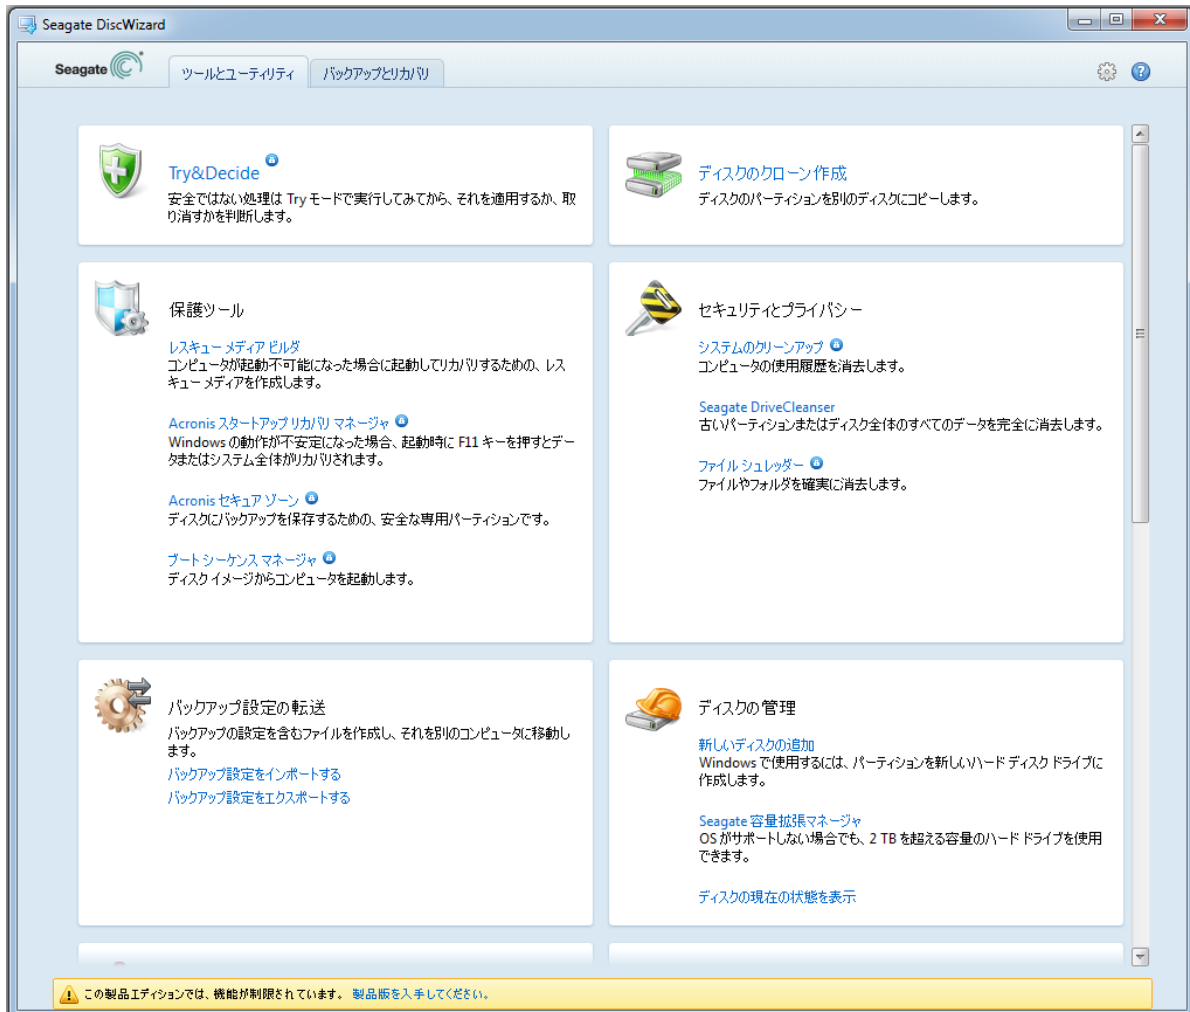 Seagate DiscWizard
Seagate
ツールとユーティリティ
バックアップとリカバリ
Try&Decide
安全ではない処理は Try モードで実行してみてから、それを適用するか、取
り消すかを判断します。
ディスクのクローン作成
ディスクのパーティションを別のディスクにコピーします。
保護ツール
レスキュー メディア ビルダ
コンピュータが起動不可能になった場合に起動してリカバリするための、レス
キュー メディアを作成します。
Acronis スタートアップ リカバリ マネージャ
Windows の動作が不安定になった場合、起動時に F11 キーを押すとデー
タまたはシステム全体がリカバリされます。
Acronis セキュア ゾーン
ディスクにバックアップを保存するための、安全な専用パーティションです。
ブート シーケンス マネージャ
ディスク イメージからコンピュータを起動します。
セキュリティとプライバシー
システムのクリーンアップ
コンピュータの使用履歴を消去します。
Seagate DriveCleanser
古いパーティションまたはディスク全体のすべてのデータを完全に消去します。
ファイル シュレッダー
ファイルやフォルダを確実に消去します。
バックアップ設定の転送
バックアップの設定を含むファイルを作成し、それを別のコンピュータに移動し
ます。
バックアップ設定をインポートする
バックアップ設定をエクスポートする
ディスクの管理
新しいディスクの追加
Windows で使用するには、パーティションを新しいハード ディスク ドライブに
作成します。
Seagate 容量拡張マネージャ
OS がサポートしない場合でも、2 TB を超える容量のハード ドライブを使用
できます。
ディスクの現在の状態を表示
この製品エディションでは、機能が制限されています。 製品版を入手してください。